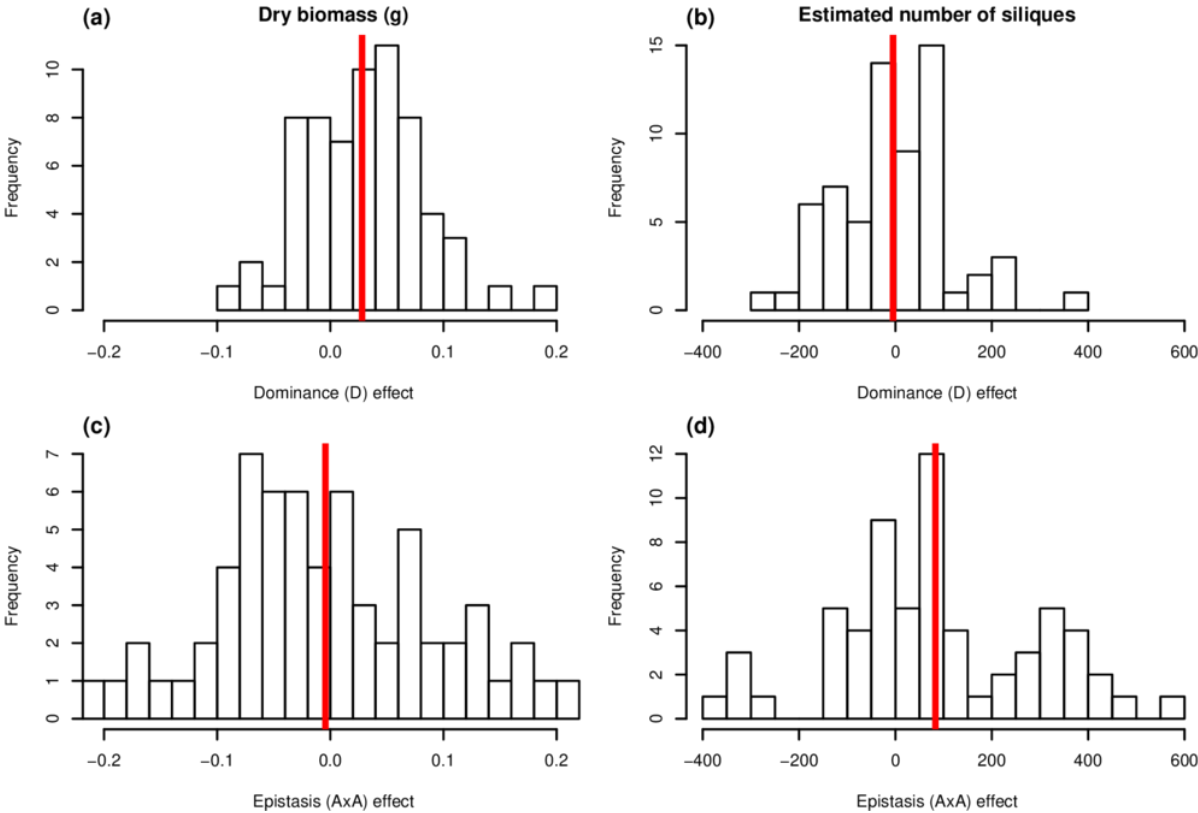 (a) Dry biomass (g)
Frequency
0 2 4 6 8 10
−0.2 −0.1 0.0 0.1 0.2
Dominance (D) effect
(b) Estimated number of siliques
Frequency
0 5 10 15
−400 −200 0 200 400 600
Dominance (D) effect
(c)
Frequency
0 1 2 3 4 5 6 7
−0.2 −0.1 0.0 0.1 0.2
Epistasis (AxA) effect
(d)
Frequency
0 2 4 6 8 10 12
−400 −200 0 200 400 600
Epistasis (AxA) effect